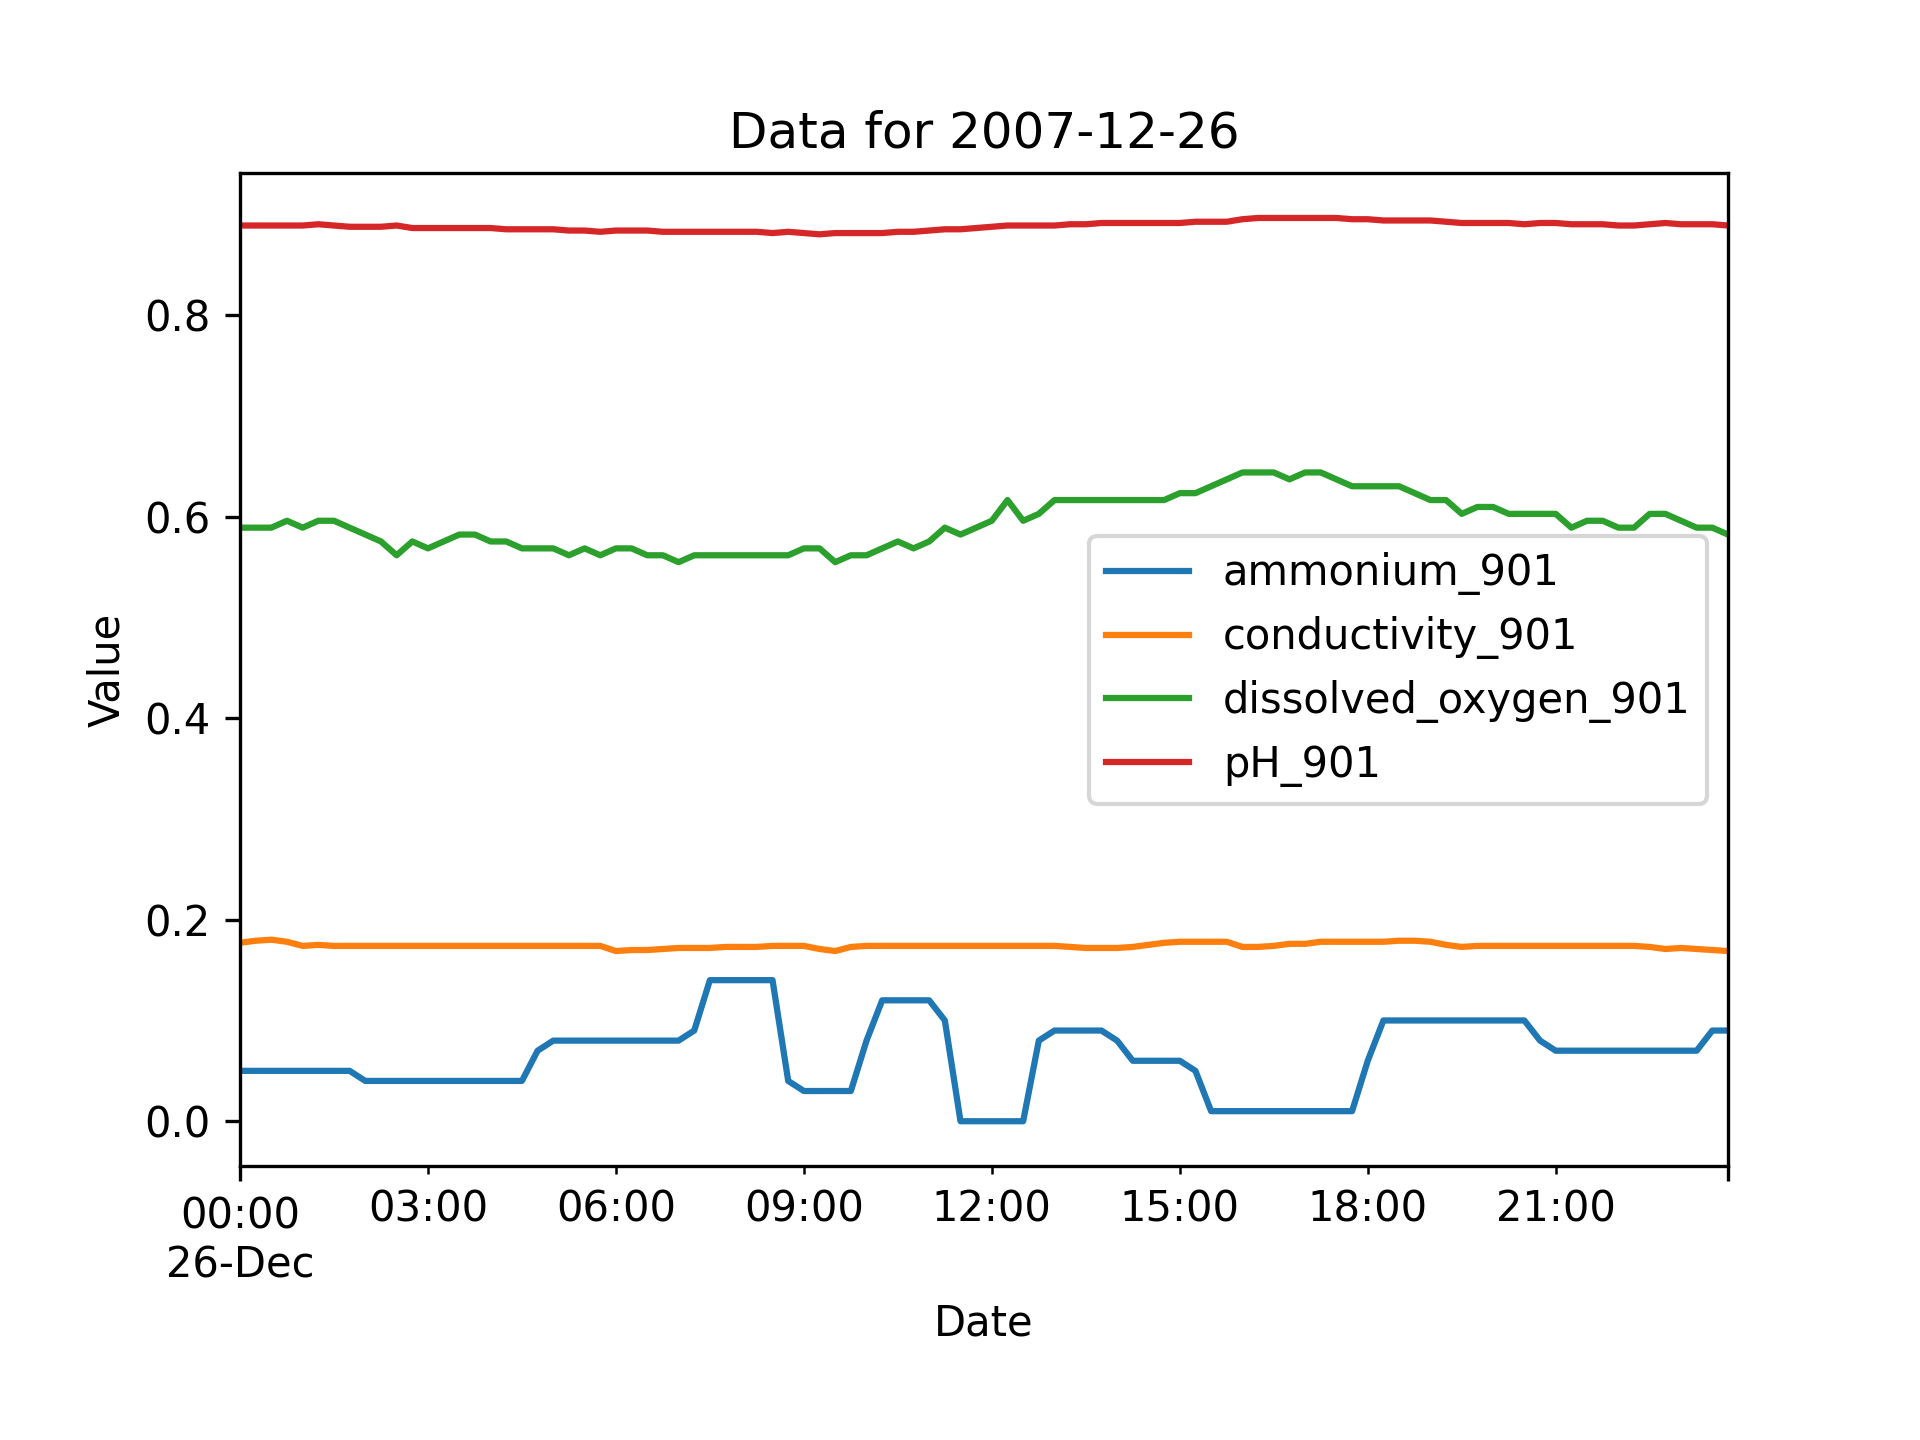 Data for 2007-12-26
Value
0.8
0.6
0.4
0.2
0.0
ammonium_901
conductivity_901
dissolved_oxygen_901
pH_901
00:00 03:00 06:00 09:00 12:00 15:00 18:00 21:00
26-Dec
Date